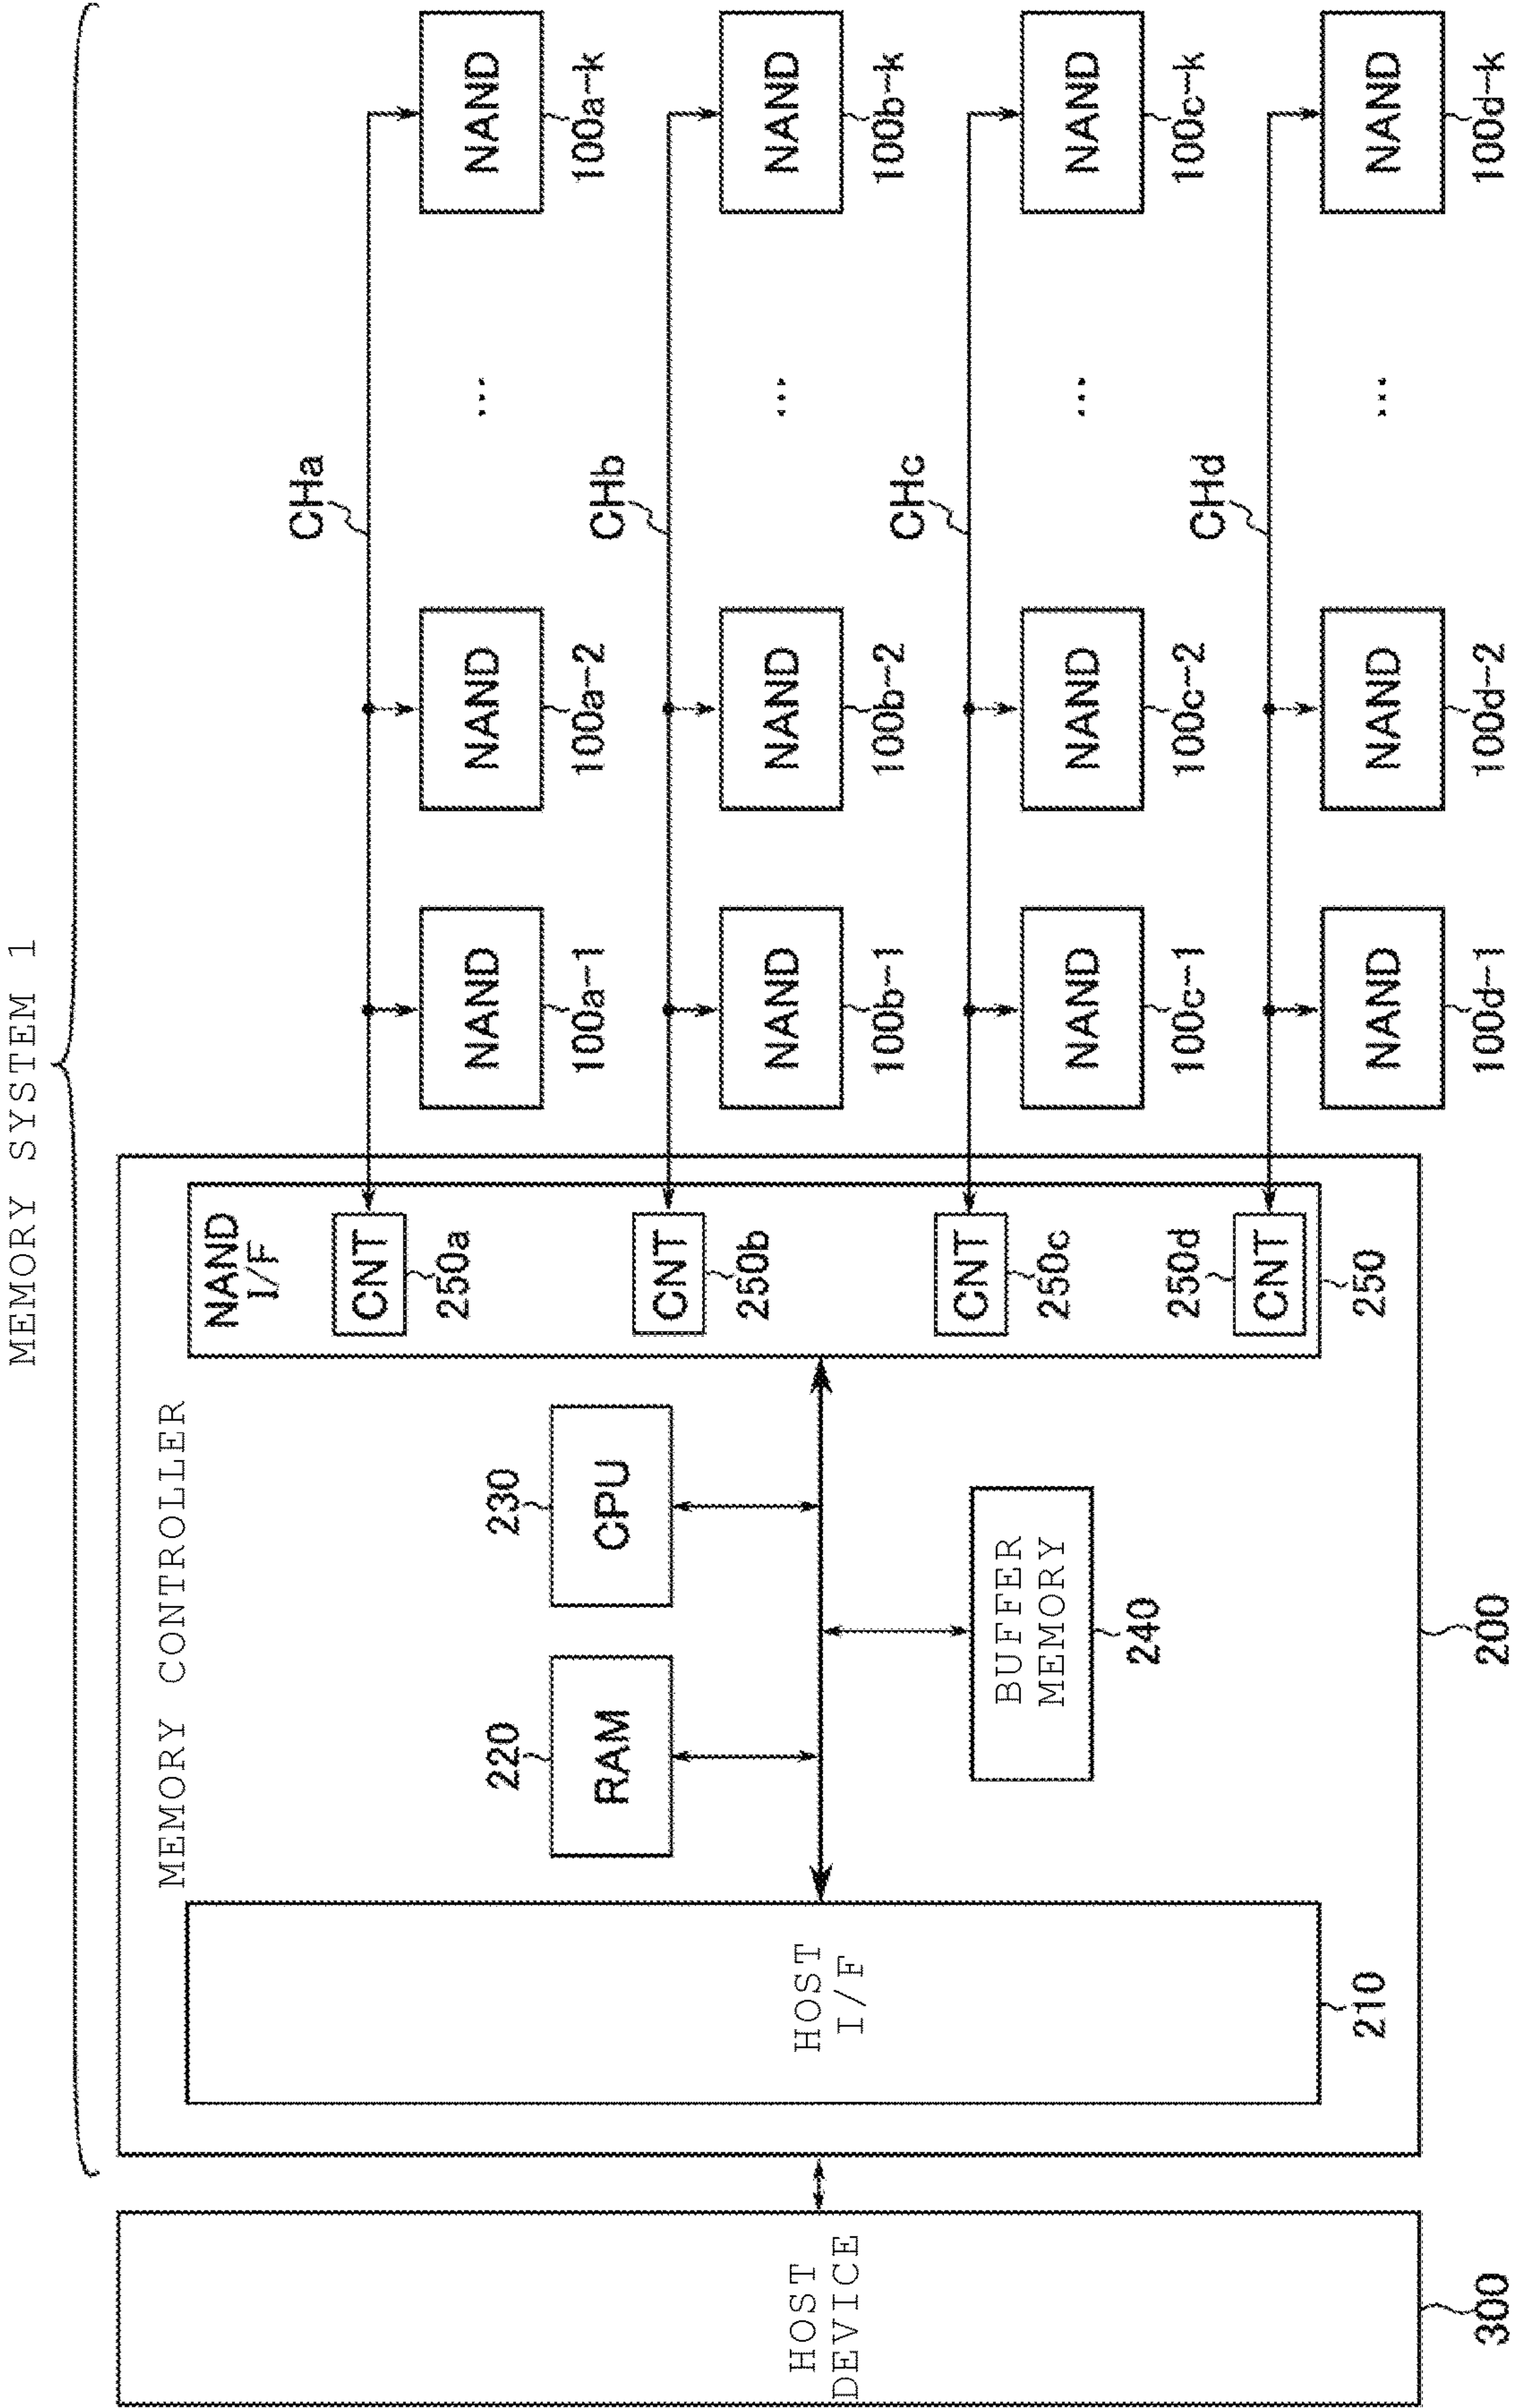 MEMORY SYSTEM 1
MEMORY CONTROLLER
HOST
DEVICE
300
HOST
I/F
210
220
RAM
230
CPU
BUFFER
MEMORY
240
200
NAND
I/F
CNT
250a
CNT
250b
CNT
250c
250d
CNT
250
CHa
NAND
100a-1
NAND
100a-2
...
NAND
100a-k
CHb
NAND
100b-1
NAND
100b-2
...
NAND
100b-k
CHc
NAND
100c-1
NAND
100c-2
...
NAND
100c-k
CHd
NAND
100d-1
NAND
100d-2
...
NAND
100d-k